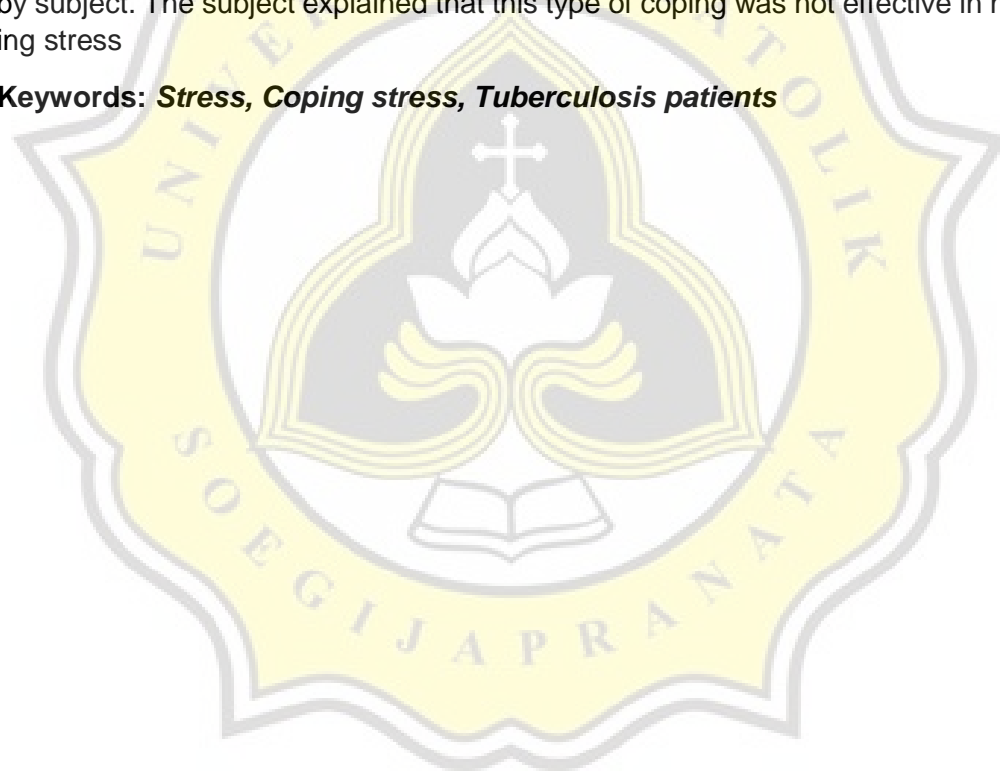 by subject. The subject explained that this type of coping was not effective in
ing stress
Keywords: Stress, Coping stress, Tuberculosis patients
SOEGIJAPRANATA